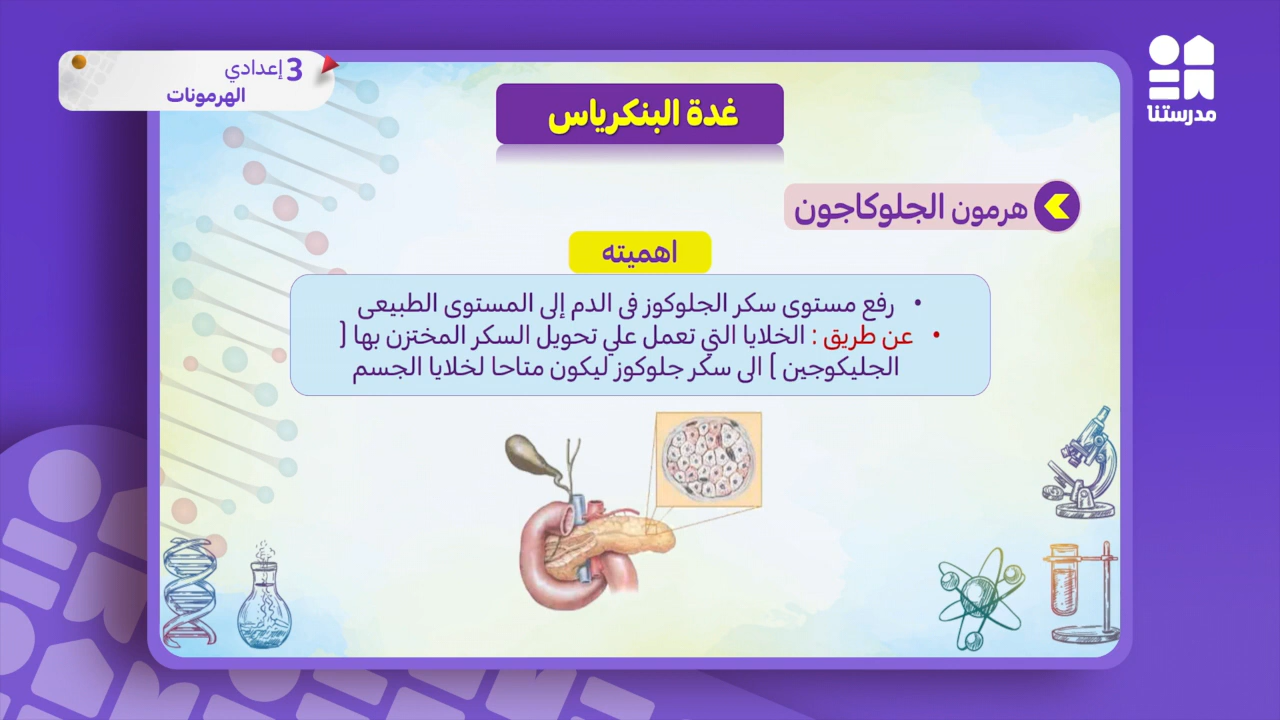 3 إعدادي
الهرمونات
مدرستنا
غدة البنكرياس
هرمون الجلوكاجون
اهميته
• رفع مستوى سكر الجلوكوز فى الدم إلى المستوى الطبيعى
• عن طريق : الخلايا التي تعمل علي تحويل السكر المختزن بها [
الجليكوجين ] الى سكر جلوكوز ليكون متاحا لخلايا الجسم